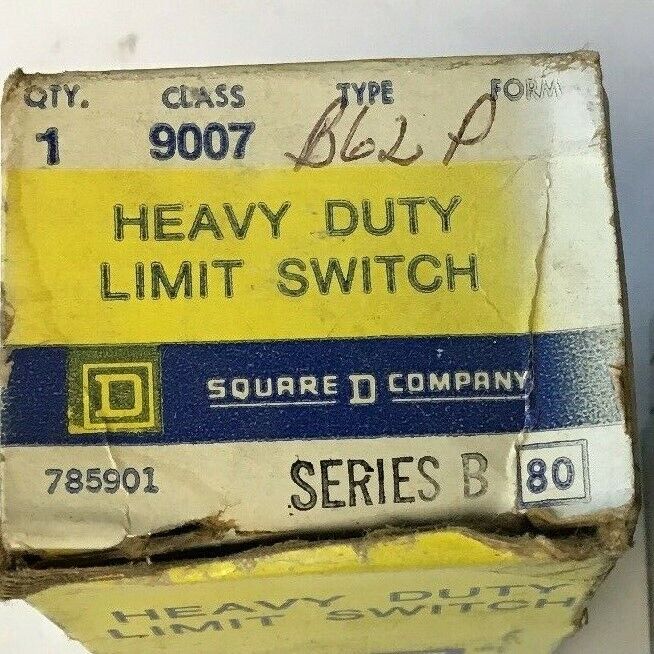 QTY. CLASS TYPE FORM
1 9007 B62 P
HEAVY DUTY
LIMIT SWITCH
D SQUARE D COMPANY
785901 SERIES B 80
HEAVY DUTY
LIMIT SWITCH